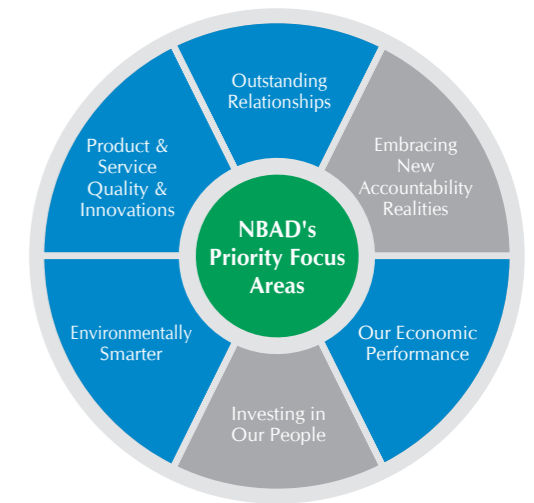 Outstanding
Relationships
Embracing
New
Accountability
Realities
Our Economic
Performance
Investing in
Our People
Environmentally
Smarter
Product &
Service
Quality &
Innovations
NBAD's
Priority Focus
Areas